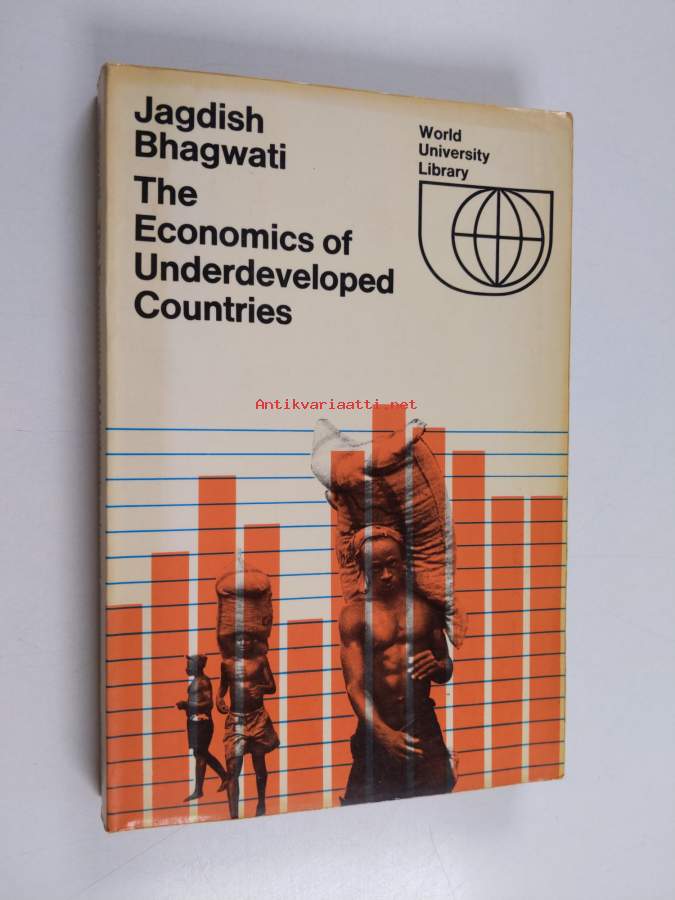 Jagdish
Bhagwati
The
Economics of
Underdeveloped
Countries
World
University
Library
Antikvariaatti.net